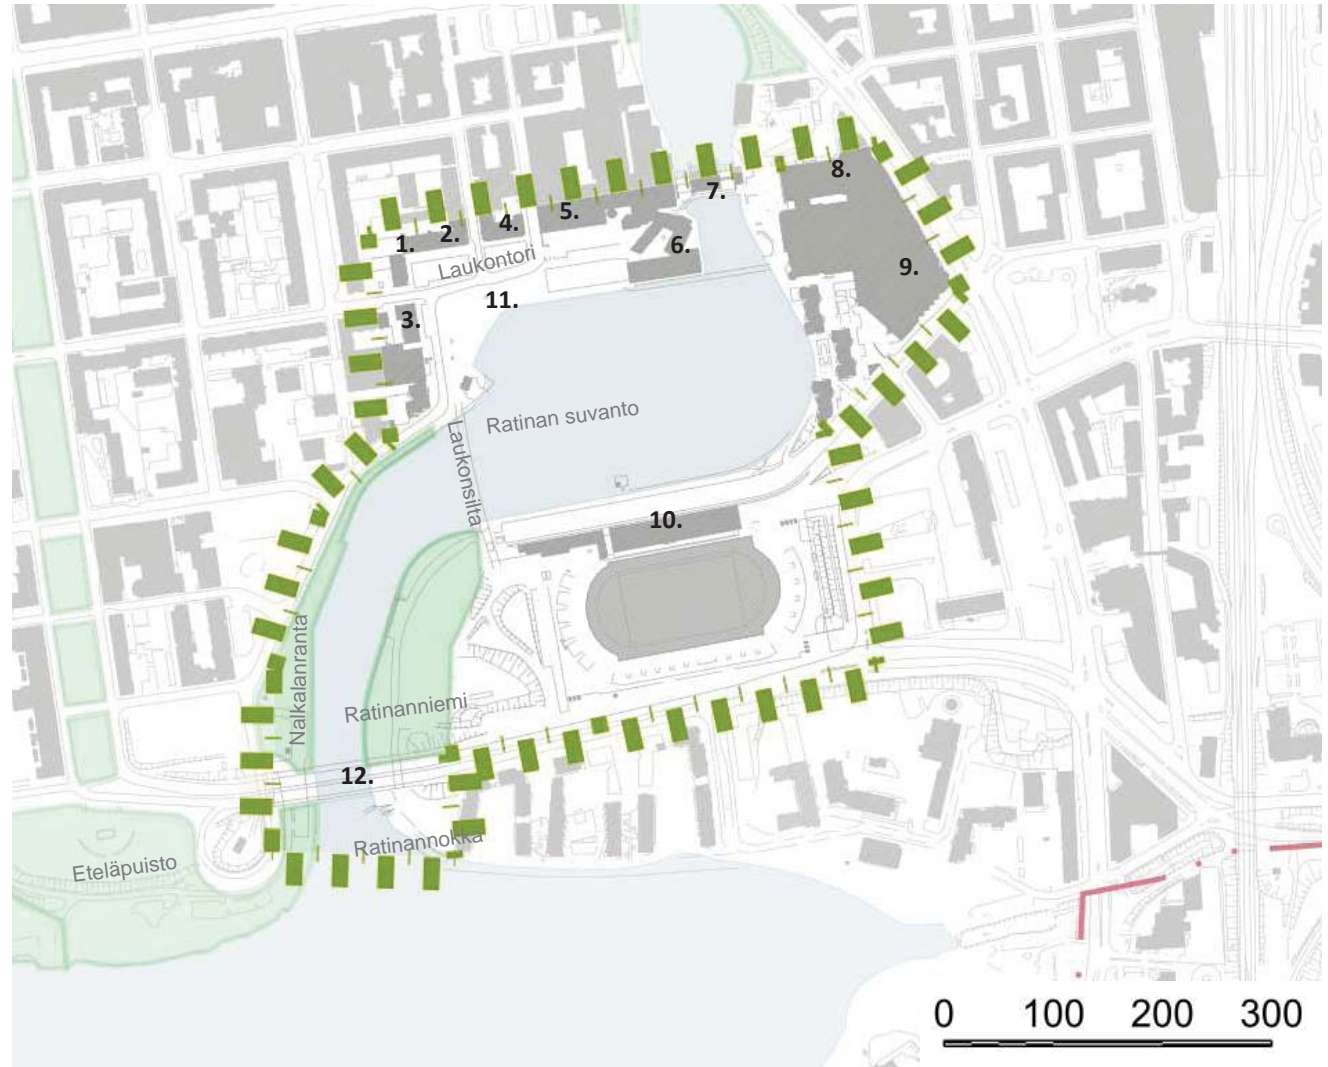 8.
7.
5.
4.
2.
1.
6.
Laukontori
9.
11.
3.
Ratinan suvanto
Laukonsilta
10.
Nalkalanranta
Ratinanniemi
12.
Ratinannokka
Eteläpuisto
0 100 200 300